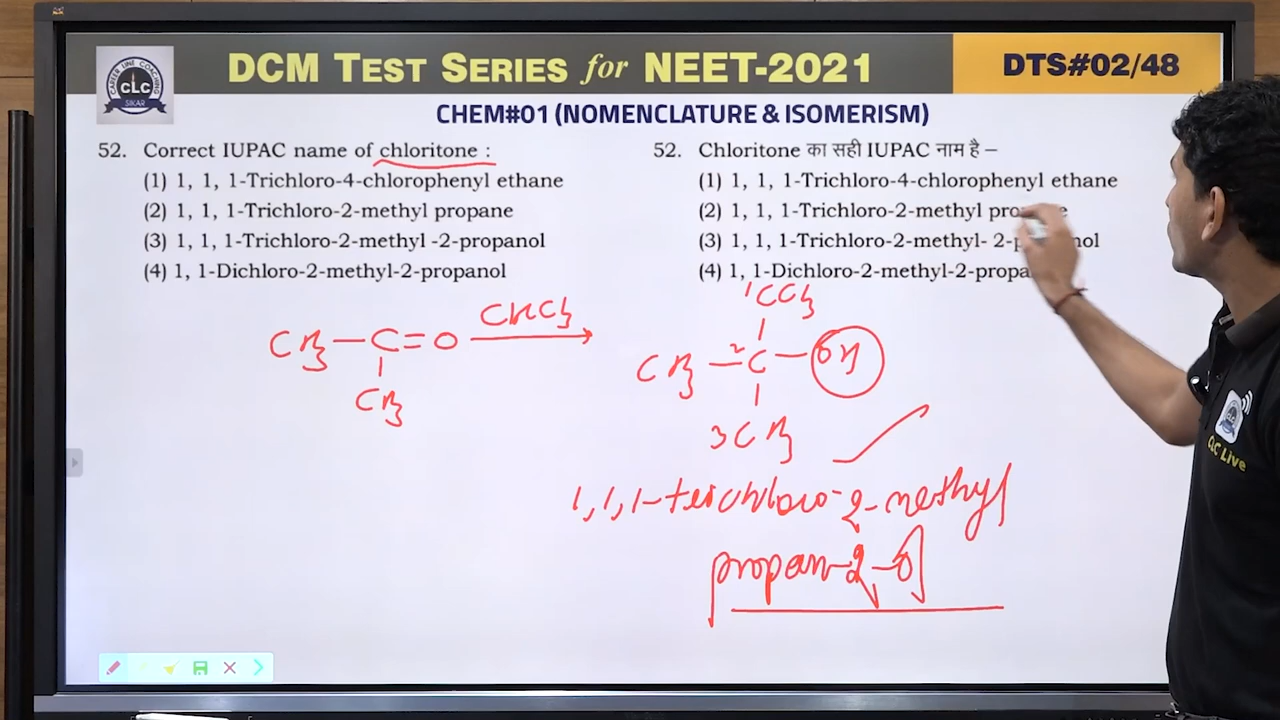 DCM TEST SERIES for NEET-2021
DTS#02/48
CAREER LINE COACHING
CLC
SIKAR
CHEM#01 (NOMENCLATURE & ISOMERISM)
52. Correct IUPAC name of chloritone :
(1) 1, 1, 1-Trichloro-4-chlorophenyl ethane
(2) 1, 1, 1-Trichloro-2-methyl propane
(3) 1, 1, 1-Trichloro-2-methyl -2-propanol
(4) 1, 1-Dichloro-2-methyl-2-propanol
52. Chloritone का सही IUPAC नाम है –
(1) 1, 1, 1-Trichloro-4-chlorophenyl ethane
(2) 1, 1, 1-Trichloro-2-methyl
(3) 1, 1, 1-Trichloro-2-methyl- 2-
(4) 1, 1-Dichloro-2-methyl-2-
CH3—C=O CHCl3
CH3
1CCl3
CH3—2C—OH
3CH3
1,1,1-trichloro-2-methyl
propan-2-ol
CLC Live